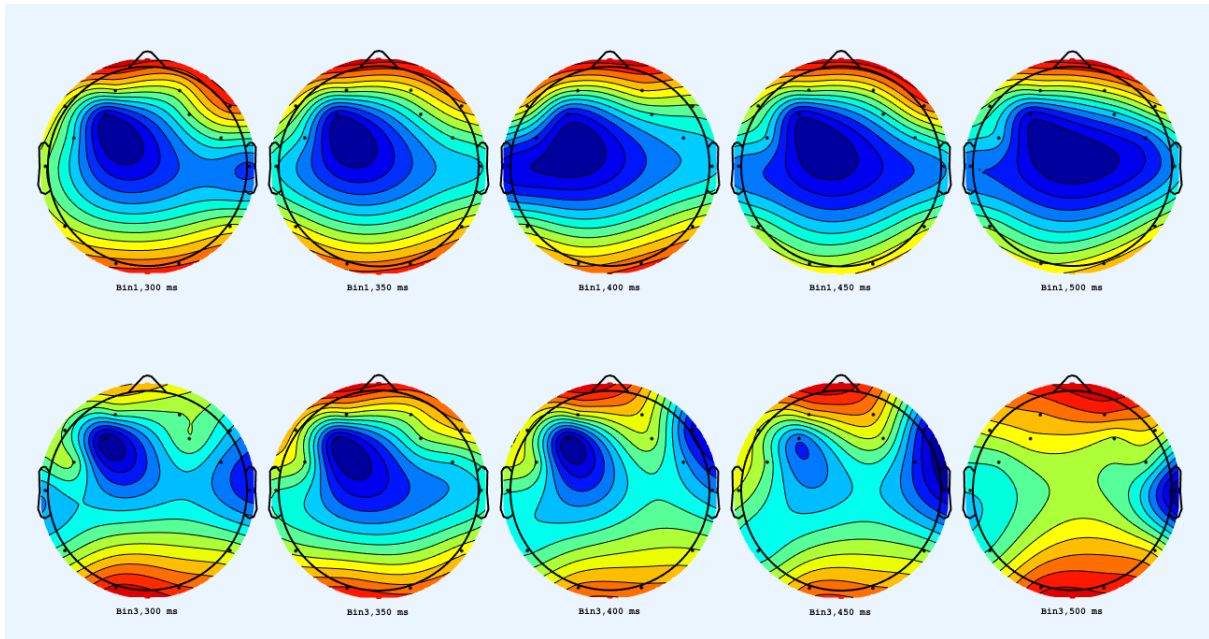 Bin1,300 ms
Bin1,350 ms
Bin1,400 ms
Bin1,450 ms
Bin1,500 ms
Bin3,300 ms
Bin3,350 ms
Bin3,400 ms
Bin3,450 ms
Bin3,500 ms